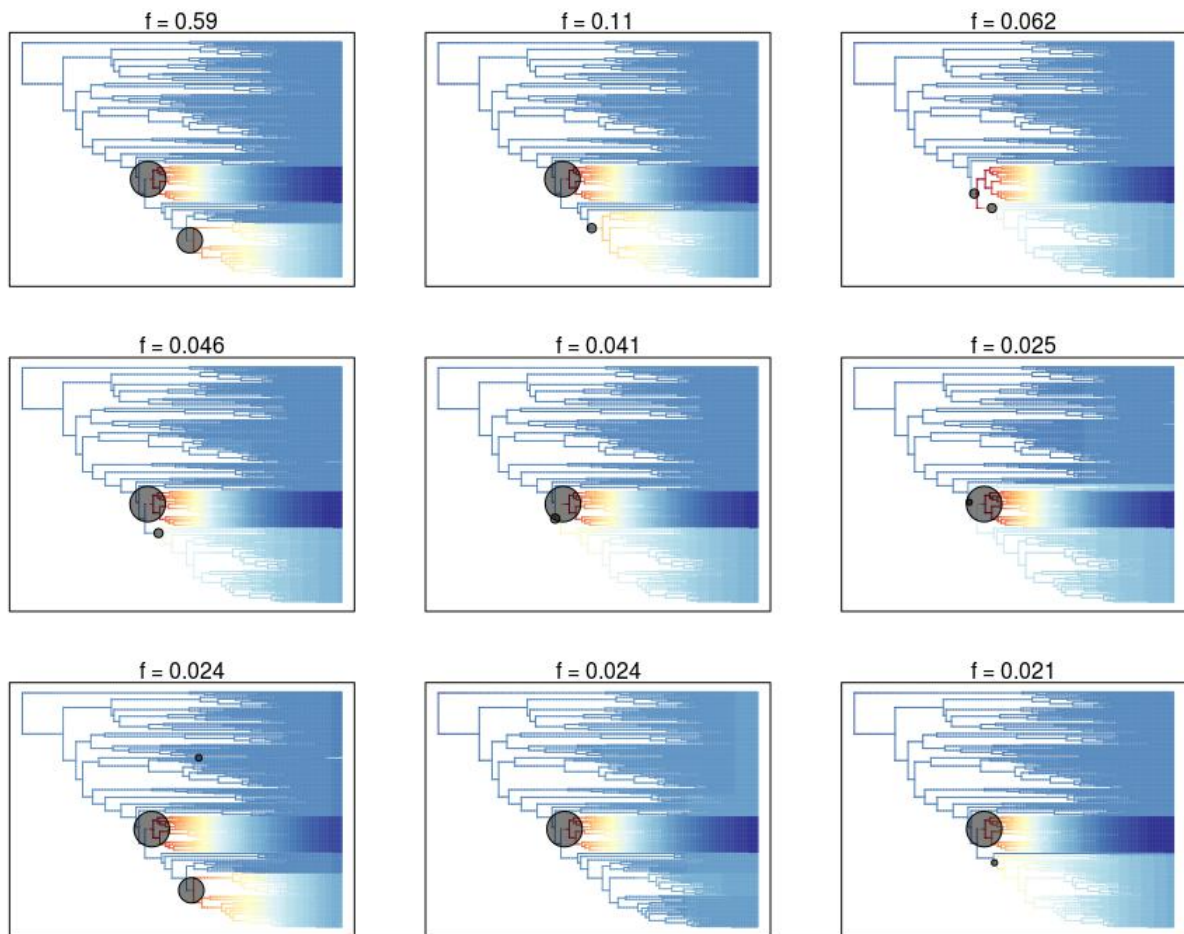 f = 0.59
f = 0.11
f = 0.062
f = 0.046
f = 0.041
f = 0.025
f = 0.024
f = 0.024
f = 0.021